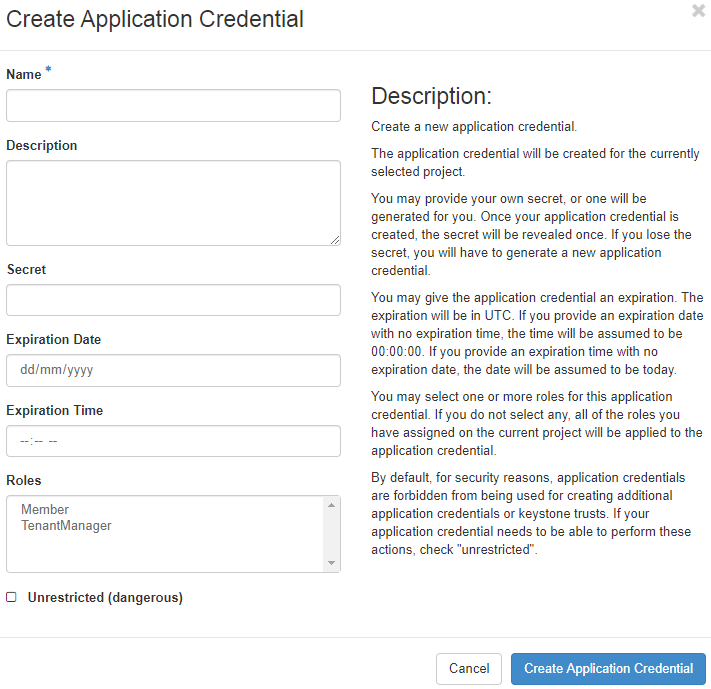 Create Application Credential
×
Name *
Description
Secret
Expiration Date
dd/mm/yyyy
Expiration Time
--:-- --
Roles
Member
TenantManager
Unrestricted (dangerous)
Description:
Create a new application credential.
The application credential will be created for the currently
selected project.
You may provide your own secret, or one will be
generated for you. Once your application credential is
created, the secret will be revealed once. If you lose the
secret, you will have to generate a new application
credential.
You may give the application credential an expiration. The
expiration will be in UTC. If you provide an expiration date
with no expiration time, the time will be assumed to be
00:00:00. If you provide an expiration time with no
expiration date, the date will be assumed to be today.
You may select one or more roles for this application
credential. If you do not select any, all of the roles you
have assigned on the current project will be applied to the
application credential.
By default, for security reasons, application credentials
are forbidden from being used for creating additional
application credentials or keystone trusts. If your
application credential needs to be able to perform these
actions, check "unrestricted".
Cancel
Create Application Credential